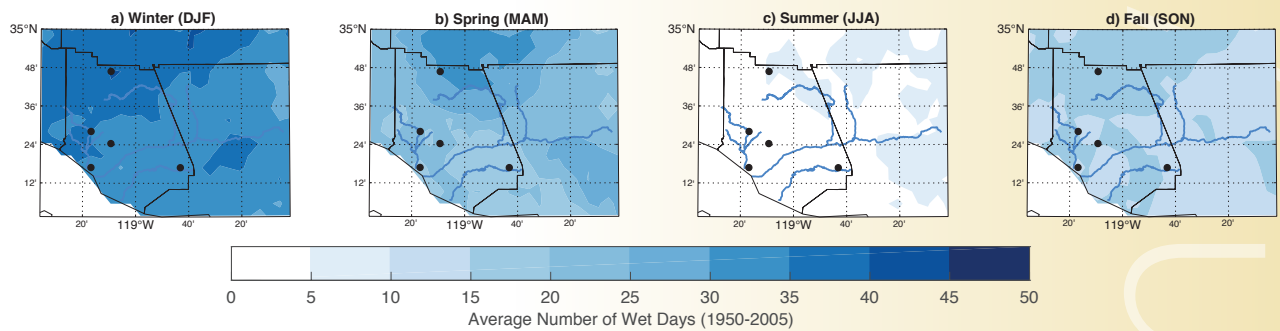 a) Winter (DJF)
b) Spring (MAM)
c) Summer (JJA)
d) Fall (SON)
35°N
48'
36'
24'
12'
20'
119°W
40'
20'
35°N
48'
36'
24'
12'
20'
119°W
40'
20'
35°N
48'
36'
24'
12'
20'
119°W
40'
20'
35°N
48'
36'
24'
12'
20'
119°W
40'
20'
0 5 10 15 20 25 30 35 40 45 50
Average Number of Wet Days (1950-2005)